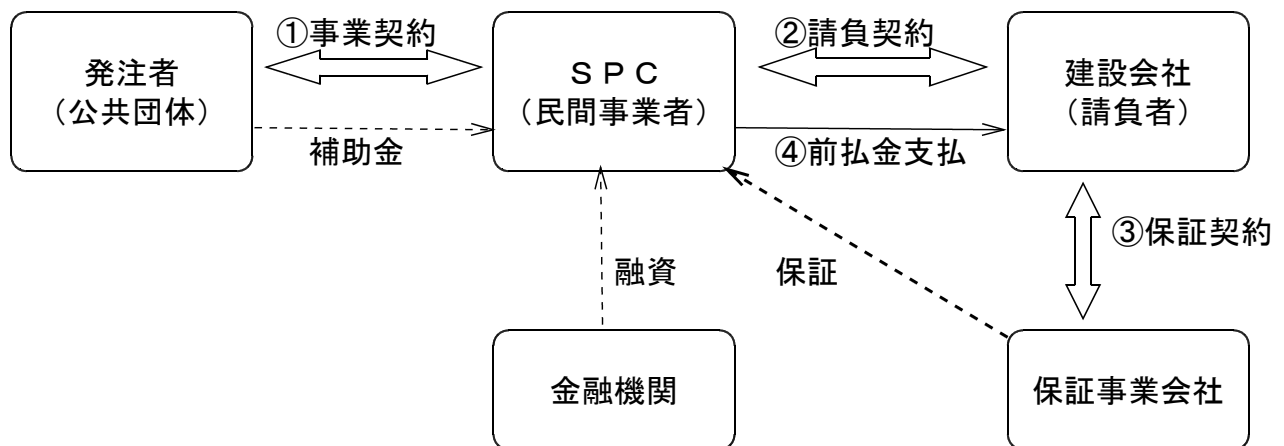 ①事業契約
②請負契約
発注者
(公共団体)
ＳＰＣ
(民間事業者)
建設会社
(請負者)
補助金
④前払金支払
③保証契約
融資
保証
金融機関
保証事業会社